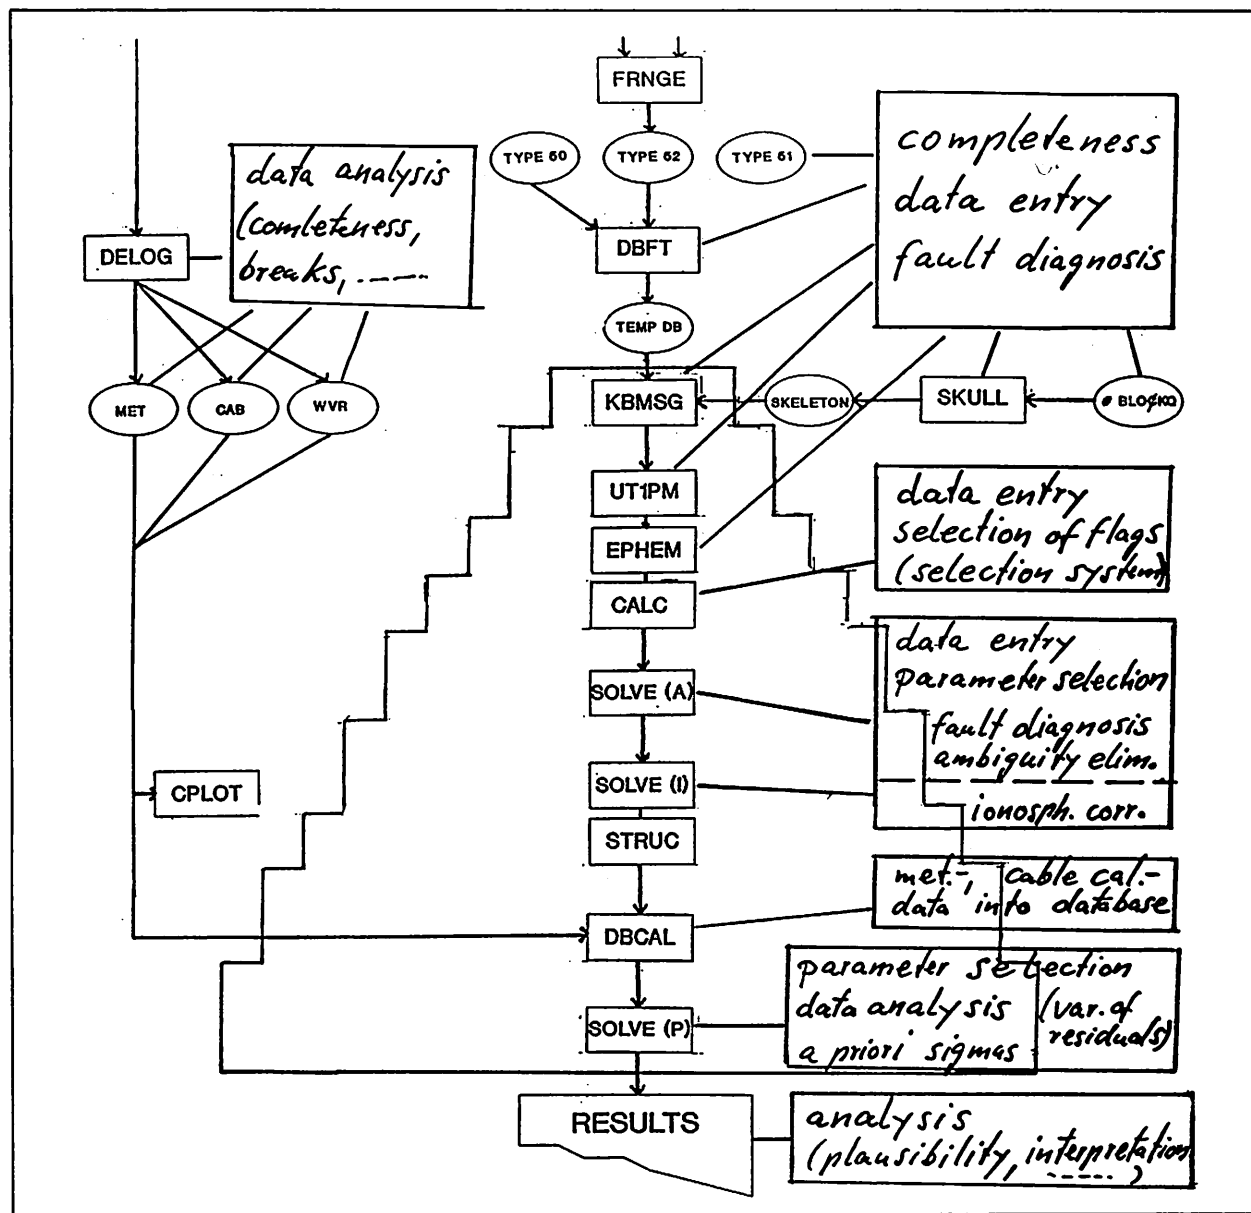 FRNGE
TYPE 50
TYPE 52
TYPE 51
completeness
data entry
fault diagnosis
data analysis
(comleteness,
breaks, -----
DELOG
DBFT
TEMP DB
MET
CAB
WVR
KBMSG
SKELETON
SKULL
# BLOKQ
UT1PM
EPHEM
CALC
data entry
selection of flags
(selection system)
SOLVE (A)
data entry
parameter selection
fault diagnosis
ambiguity elim.
CPLOT
SOLVE (I)
ionosph. corr.
STRUC
met.-, cable cal.-
data into database
DBCAL
parameter selection
data analysis (var. of
a priori sigmas residuals)
SOLVE (P)
RESULTS
analysis
(plausibility, interpretation
-----)